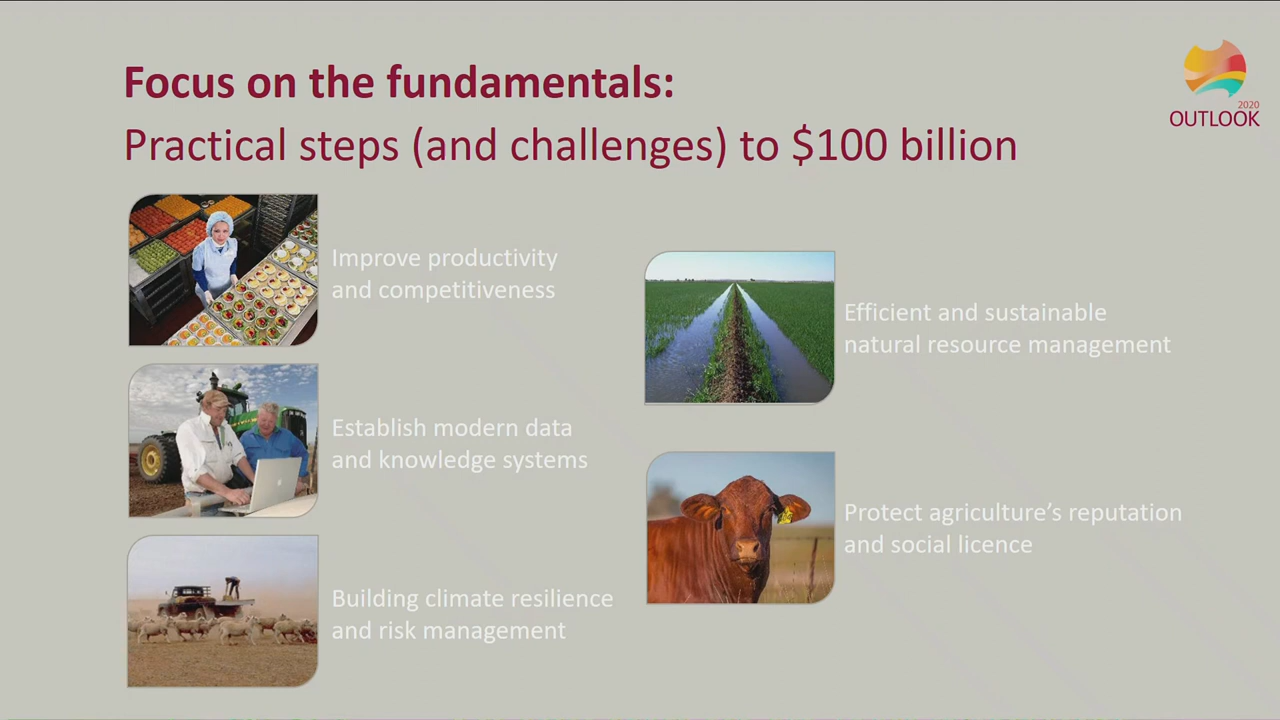 Focus on the fundamentals:
Practical steps (and challenges) to $100 billion
2020
OUTLOOK
Improve productivity
and competitiveness
Establish modern data
and knowledge systems
Building climate resilience
and risk management
Efficient and sustainable
natural resource management
Protect agriculture's reputation
and social licence